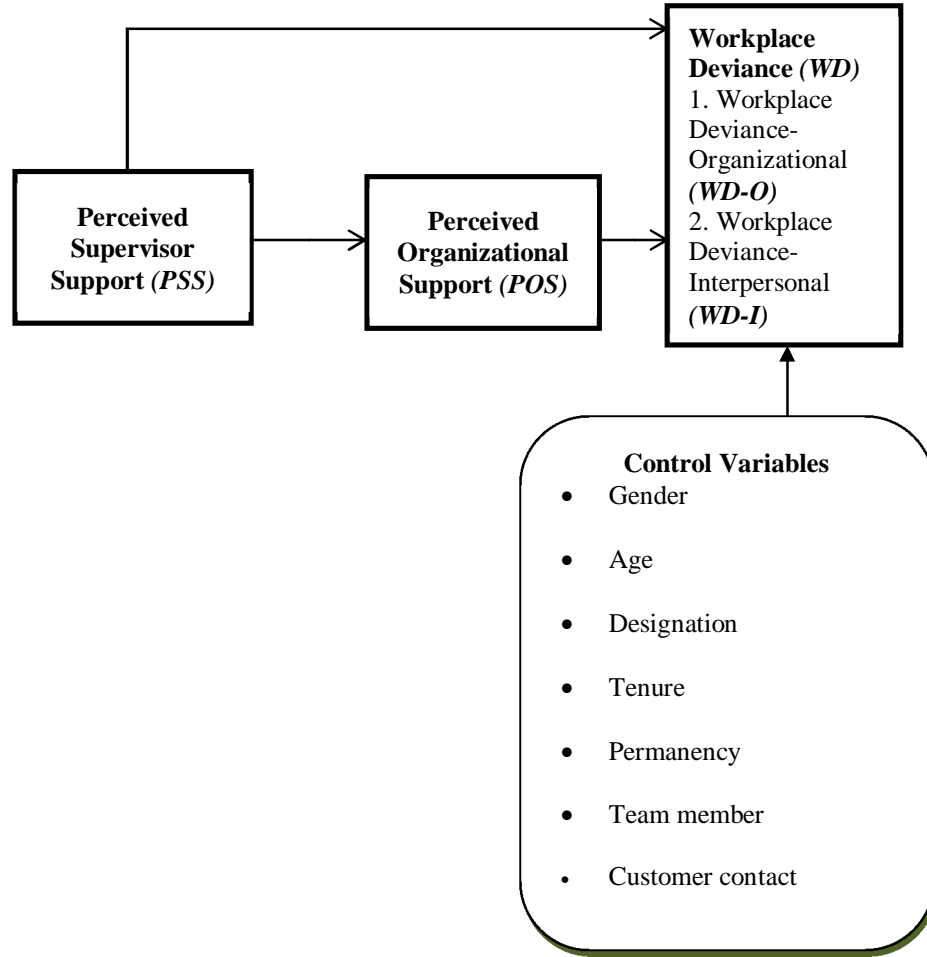 Workplace
Deviance (WD)
1. Workplace
Deviance-
Organizational
(WD-O)
2. Workplace
Deviance-
Interpersonal
(WD-I)
Perceived
Supervisor
Support (PSS)
Perceived
Organizational
Support (POS)
Control Variables
• Gender
• Age
• Designation
• Tenure
• Permanency
• Team member
• Customer contact